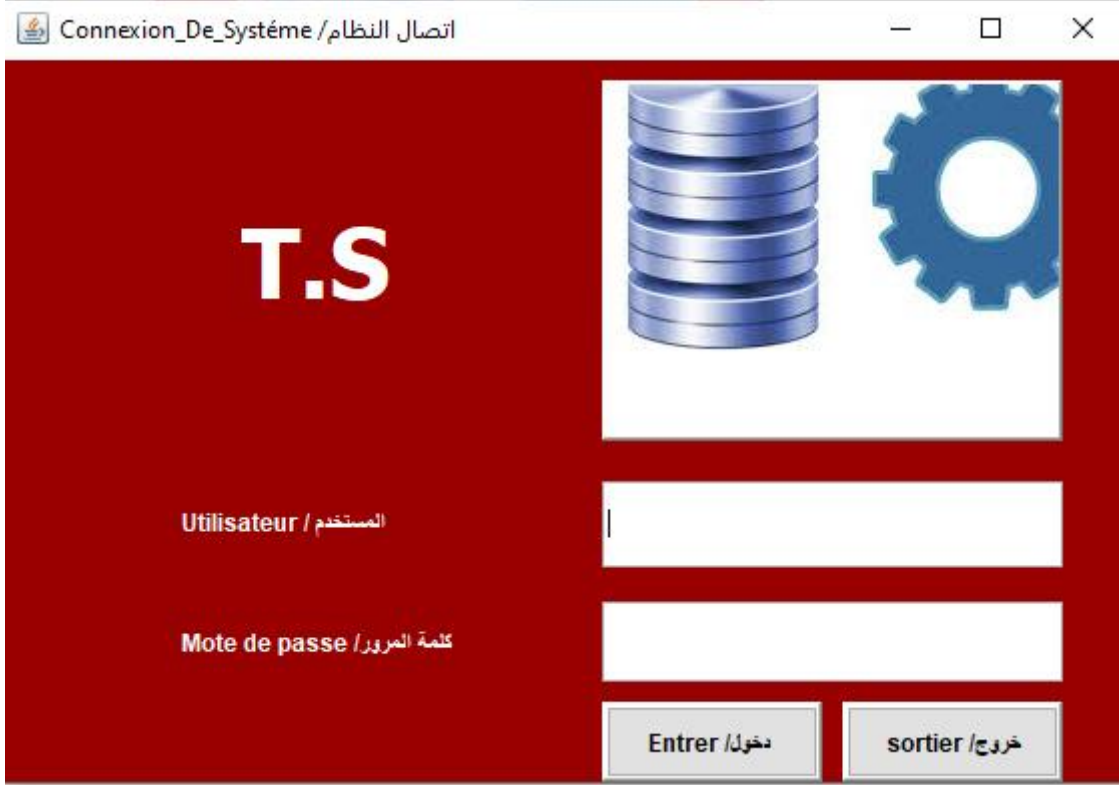 Connexion_De_Systéme /اتصال النظام
T.S
Utilisateur / المستخدم
Mote de passe /كلمة المرور
Entrer /دخول
sortier /خروج